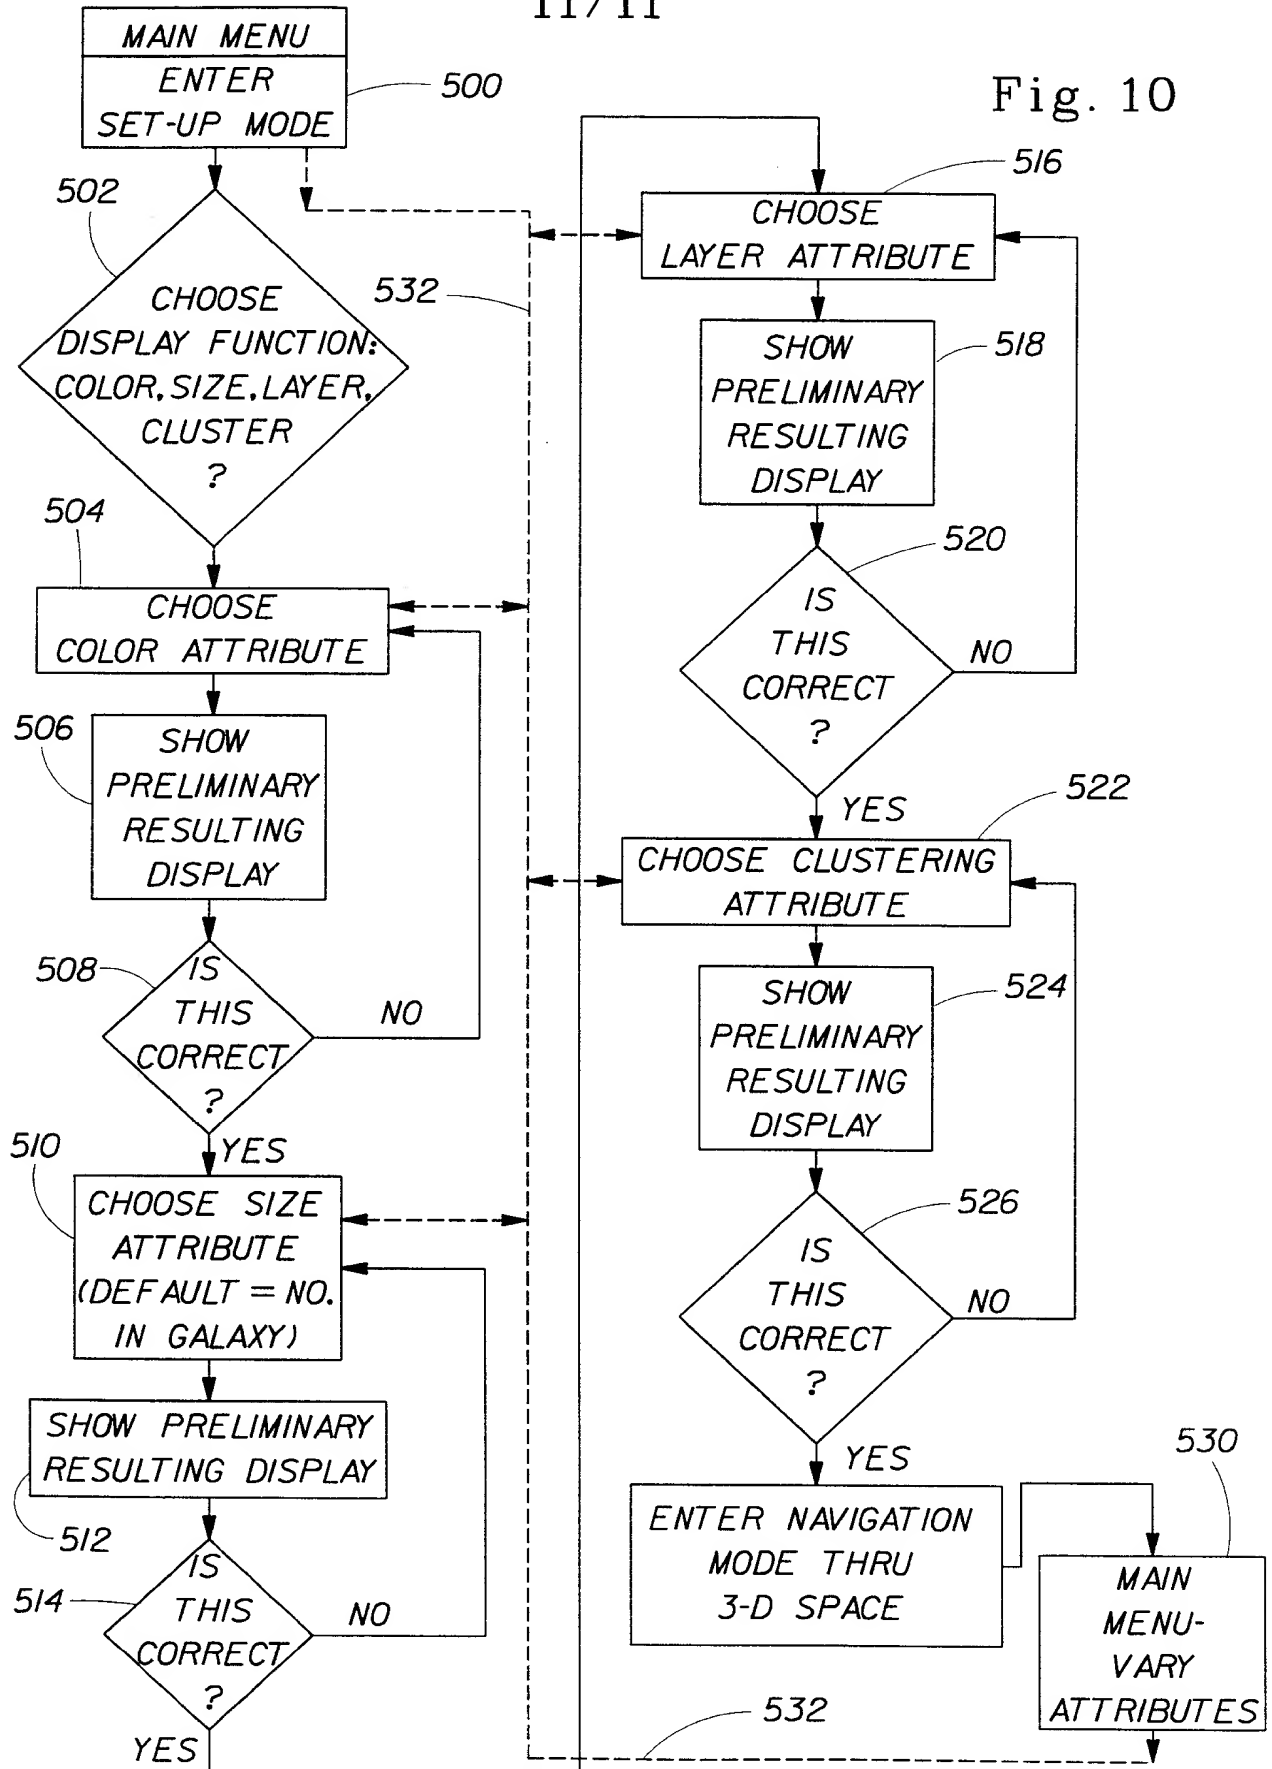 11/11
Fig. 10
MAIN MENU
ENTER
SET-UP MODE
500
502
CHOOSE
DISPLAY FUNCTION:
COLOR, SIZE, LAYER,
CLUSTER
?
532
504
CHOOSE
COLOR ATTRIBUTE
506
SHOW
PRELIMINARY
RESULTING
DISPLAY
508
IS
THIS
CORRECT
?
NO
YES
510
CHOOSE SIZE
ATTRIBUTE
(DEFAULT = NO.
IN GALAXY)
SHOW PRELIMINARY
RESULTING DISPLAY
512
514
IS
THIS
CORRECT
?
NO
YES
516
CHOOSE
LAYER ATTRIBUTE
SHOW
PRELIMINARY
RESULTING
DISPLAY
518
520
IS
THIS
CORRECT
?
NO
YES
522
CHOOSE CLUSTERING
ATTRIBUTE
SHOW
PRELIMINARY
RESULTING
DISPLAY
524
526
IS
THIS
CORRECT
?
NO
YES
ENTER NAVIGATION
MODE THRU
3-D SPACE
530
MAIN
MENU-
VARY
ATTRIBUTES
532